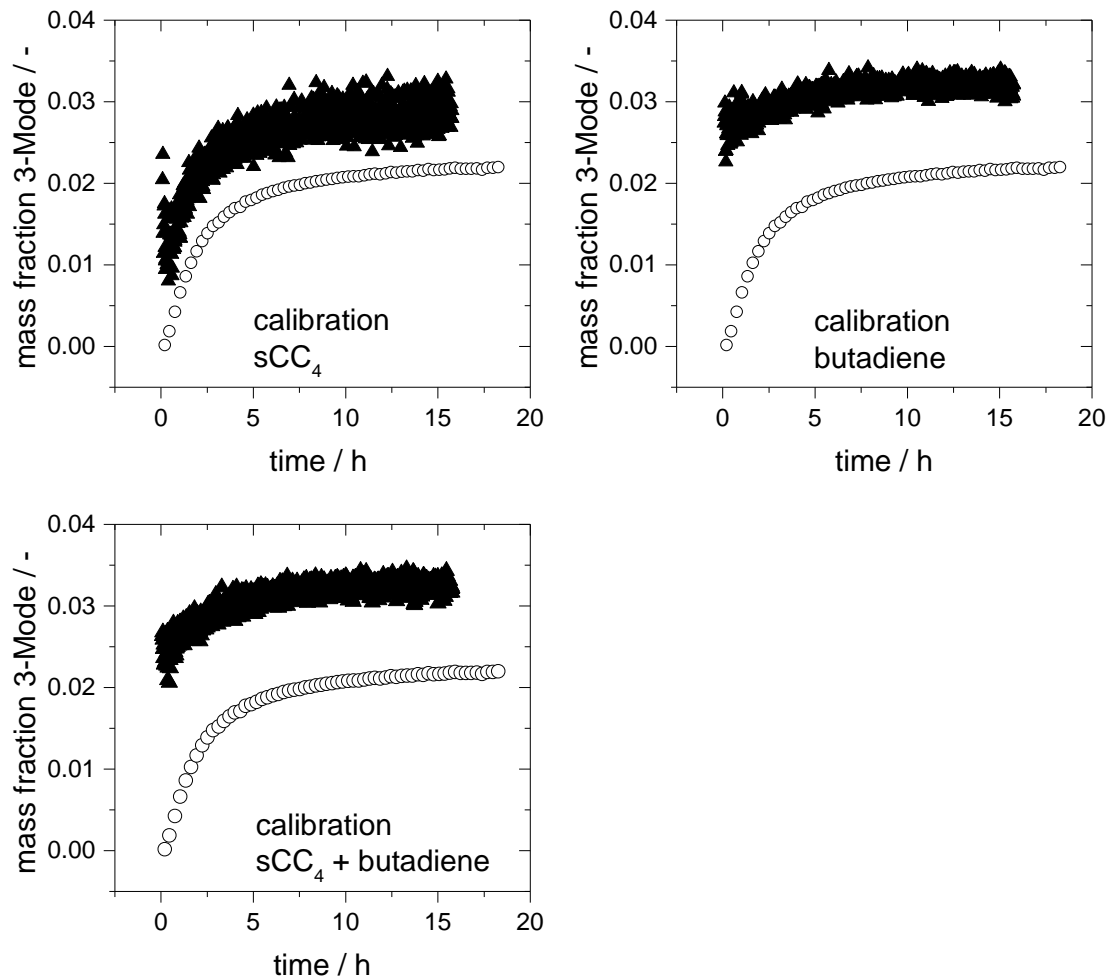 0.04
0.03
0.02
0.01
0.00
mass fraction 3-Mode / -
calibration
sCC₄
0 5 10 15 20
time / h
0.04
0.03
0.02
0.01
0.00
mass fraction 3-Mode / -
calibration
butadiene
0 5 10 15 20
time / h
0.04
0.03
0.02
0.01
0.00
mass fraction 3-Mode / -
calibration
sCC₄ + butadiene
0 5 10 15 20
time / h